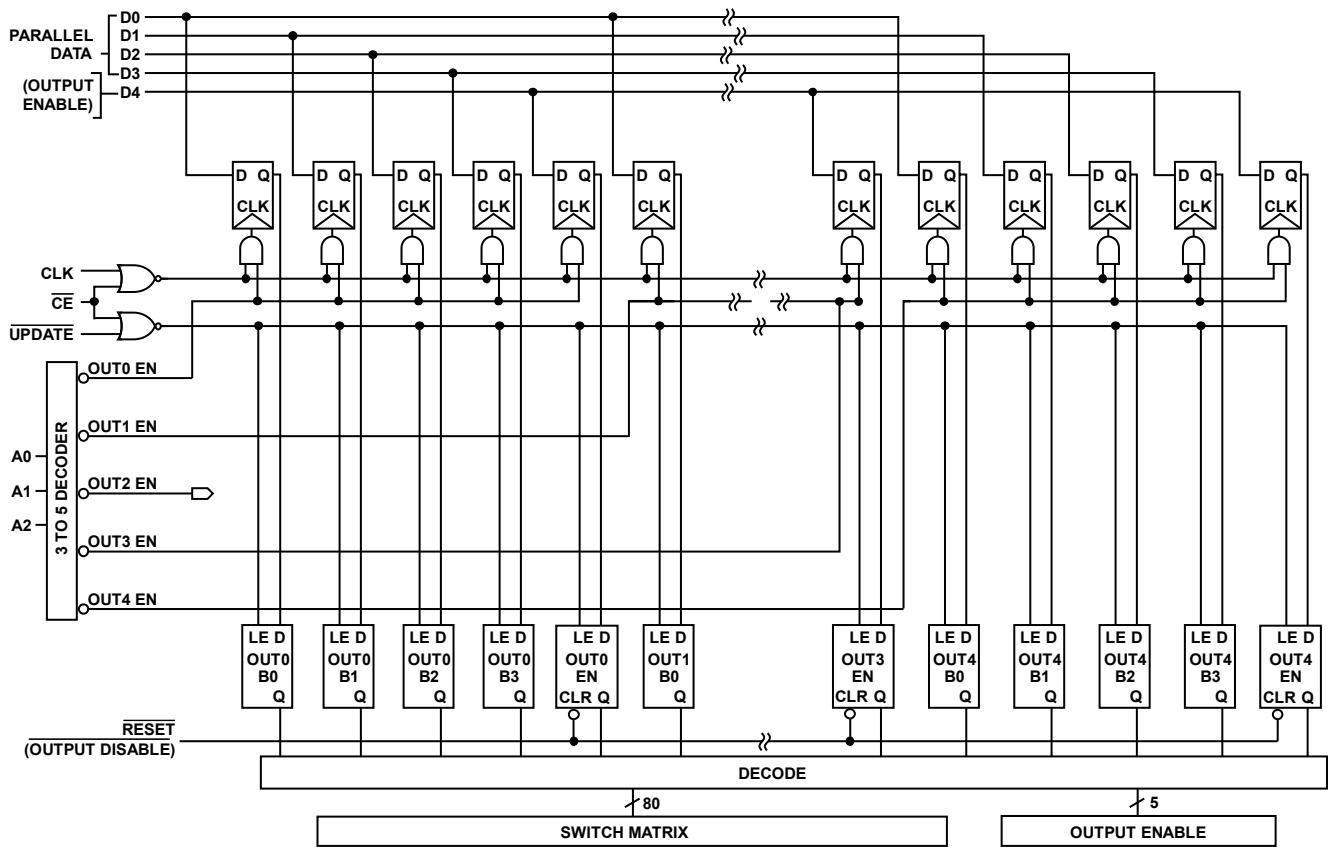 PARALLEL
DATA
D0
D1
D2
D3
(OUTPUT
ENABLE)
D4
D Q D Q D Q D Q D Q D Q D Q D Q D Q D Q D Q D Q
CLK CLK CLK CLK CLK CLK CLK CLK CLK CLK CLK CLK
CLK
CE
UPDATE
3 TO 5 DECODER
A0
A1
A2
OUT0 EN
OUT1 EN
OUT2 EN
OUT3 EN
OUT4 EN
LE D LE D LE D LE D LE D LE D LE D LE D LE D LE D LE D LE D
OUT0 OUT0 OUT0 OUT0 OUT0 OUT1 OUT3 OUT4 OUT4 OUT4 OUT4 OUT4
B0 B1 B2 B3 EN B0 EN B0 B1 B2 B3 EN
Q Q Q Q CLR Q Q CLR Q Q Q Q Q CLR Q
RESET
(OUTPUT DISABLE)
DECODE
80
5
SWITCH MATRIX
OUTPUT ENABLE